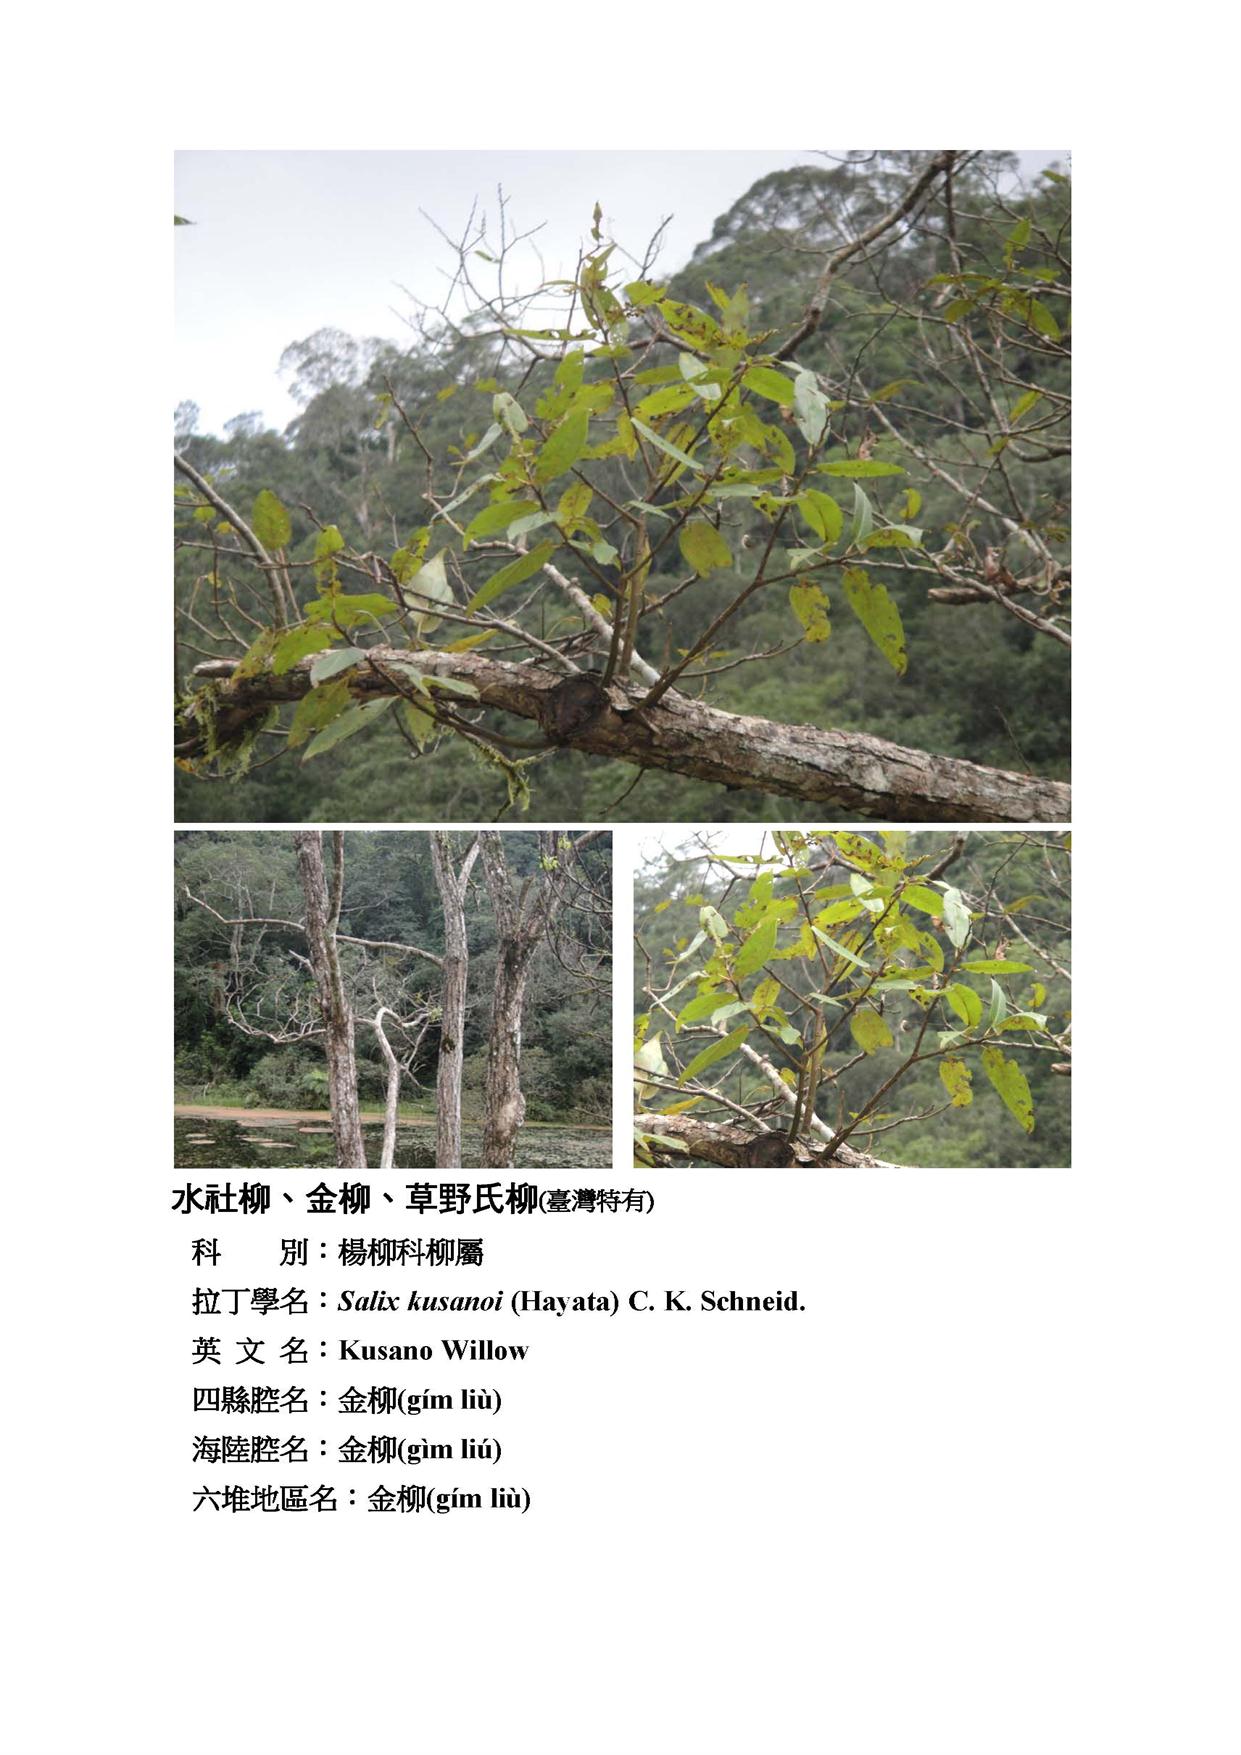 水社柳、金柳、草野氏柳(臺灣特有)
科　　別：楊柳科柳屬
拉丁學名：Salix kusanoi (Hayata) C. K. Schneid.
英 文 名：Kusano Willow
四縣腔名：金柳(gím liù)
海陸腔名：金柳(gìm liú)
六堆地區名：金柳(gím liù)